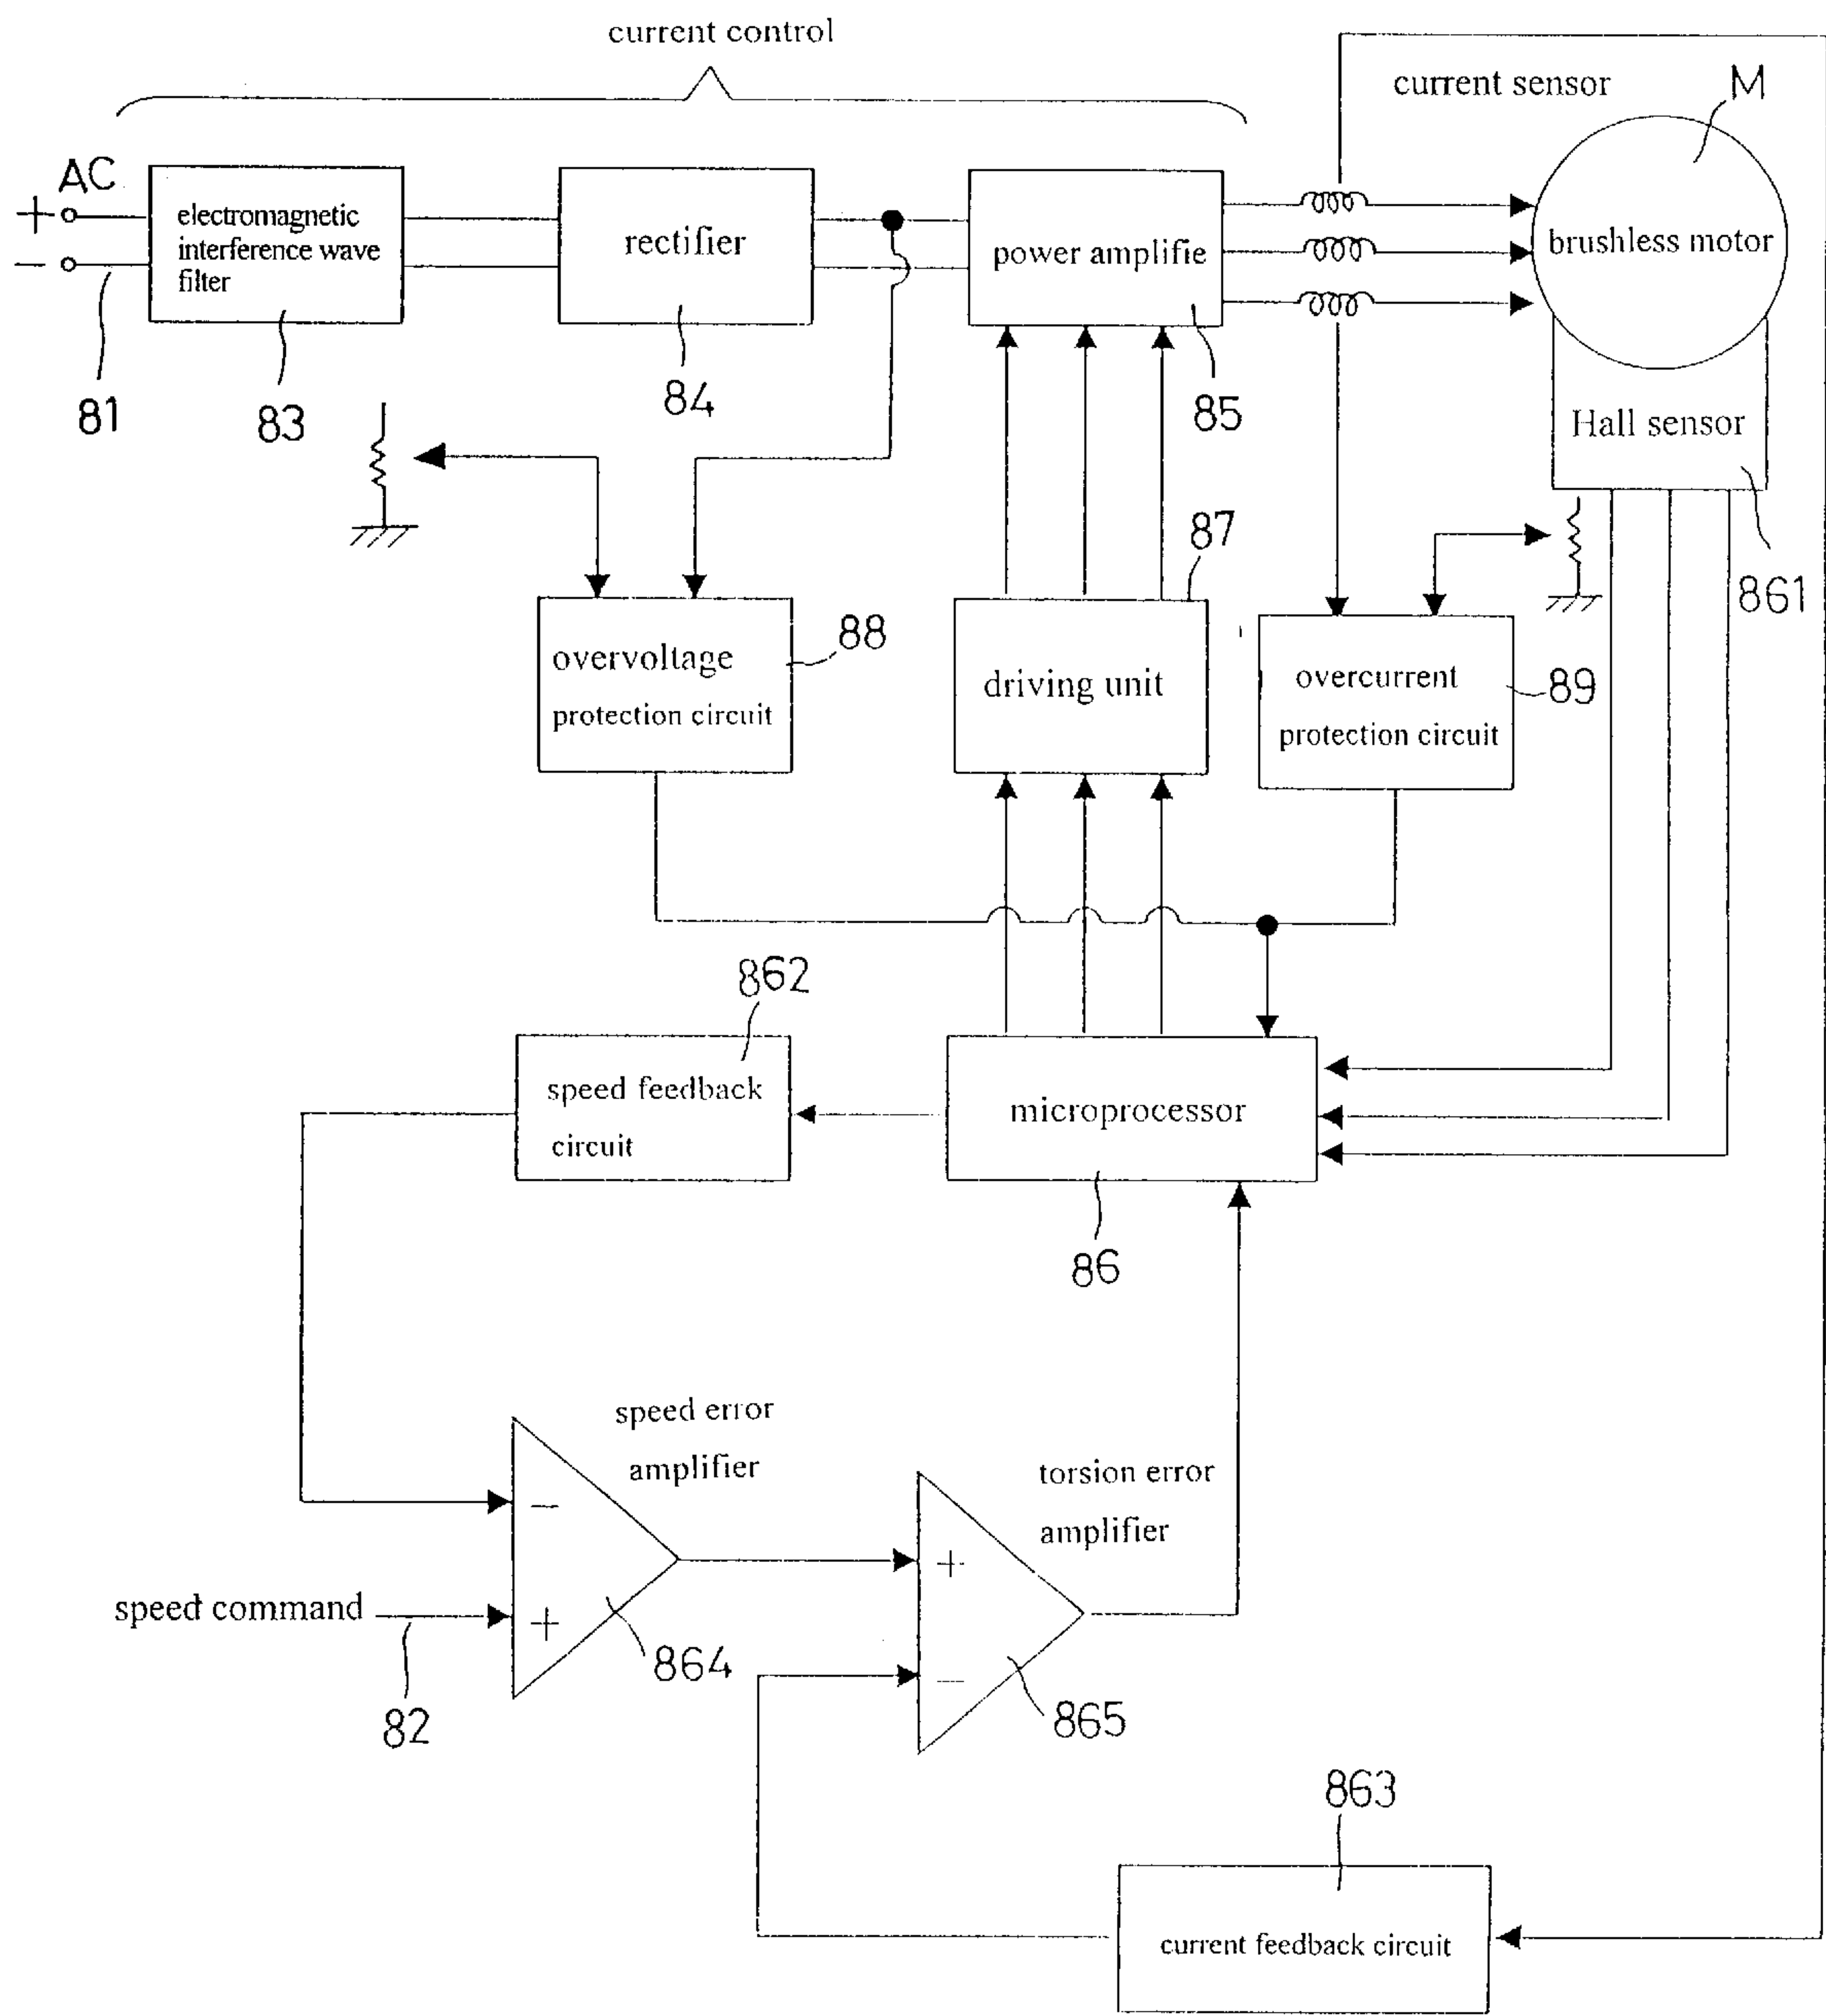 current control
current sensor
M
AC
+
−
electromagnetic
interference wave
filter
rectifier
power amplifie
brushless motor
81
83
84
85
Hall sensor
861
87
overvoltage
protection circuit
88
driving unit
overcurrent
protection circuit
89
862
speed feedback
circuit
microprocessor
86
speed error
amplifier
torsion error
amplifier
−
+
speed command
+
864
−
82
865
863
current feedback circuit